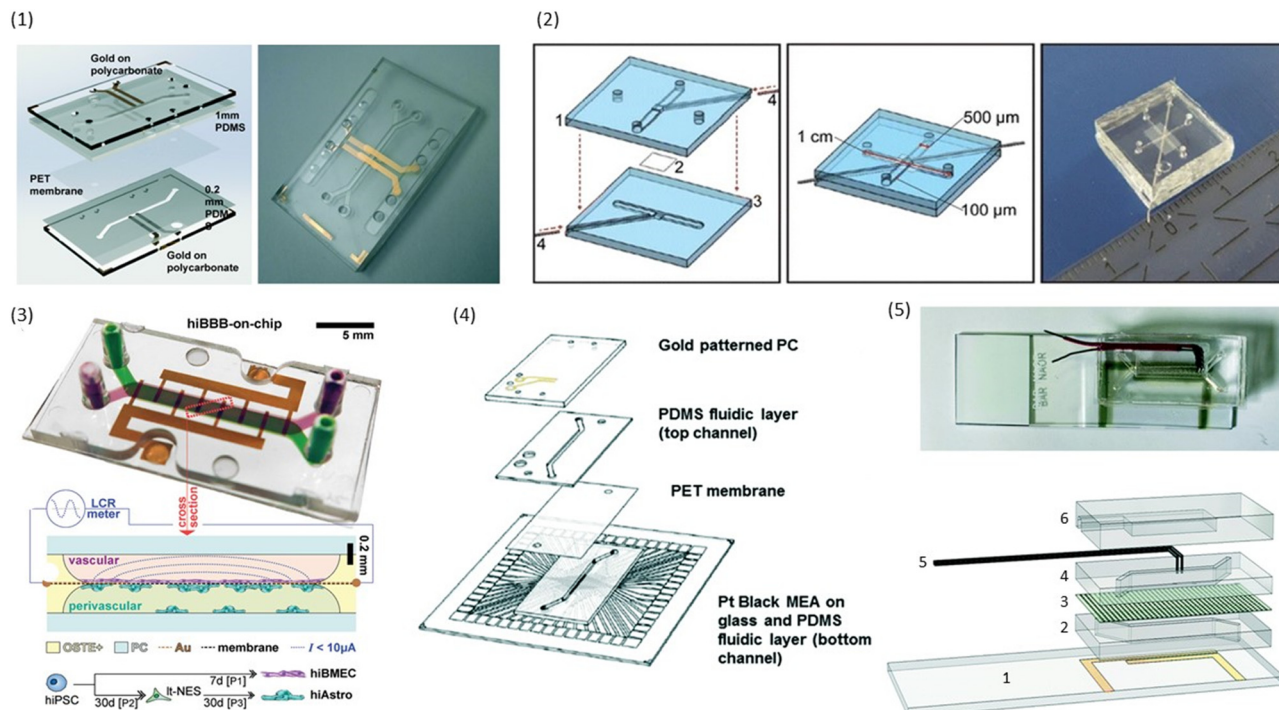 (1)
Gold on
polycarbonate
1mm
PDMS
PET
membrane
0.2
mm
PDM
S
Gold on
polycarbonate
(2)
1
2
3
4
4
1 cm
500 µm
100 µm
1
0
1
(3)
hiBBB-on-chip
5 mm
LCR
meter
cross
section
0.2 mm
vascular
perivascular
OSTE+ PC Au membrane I < 10µA
hiPSC
7d [P1]
hiBMEC
30d [P2]
lt-NES
30d [P3]
hiAstro
(4)
Gold patterned PC
PDMS fluidic layer
(top channel)
PET membrane
Pt Black MEA on
glass and PDMS
fluidic layer (bottom
channel)
(5)
BAR NAOR
6
5
4
3
2
1